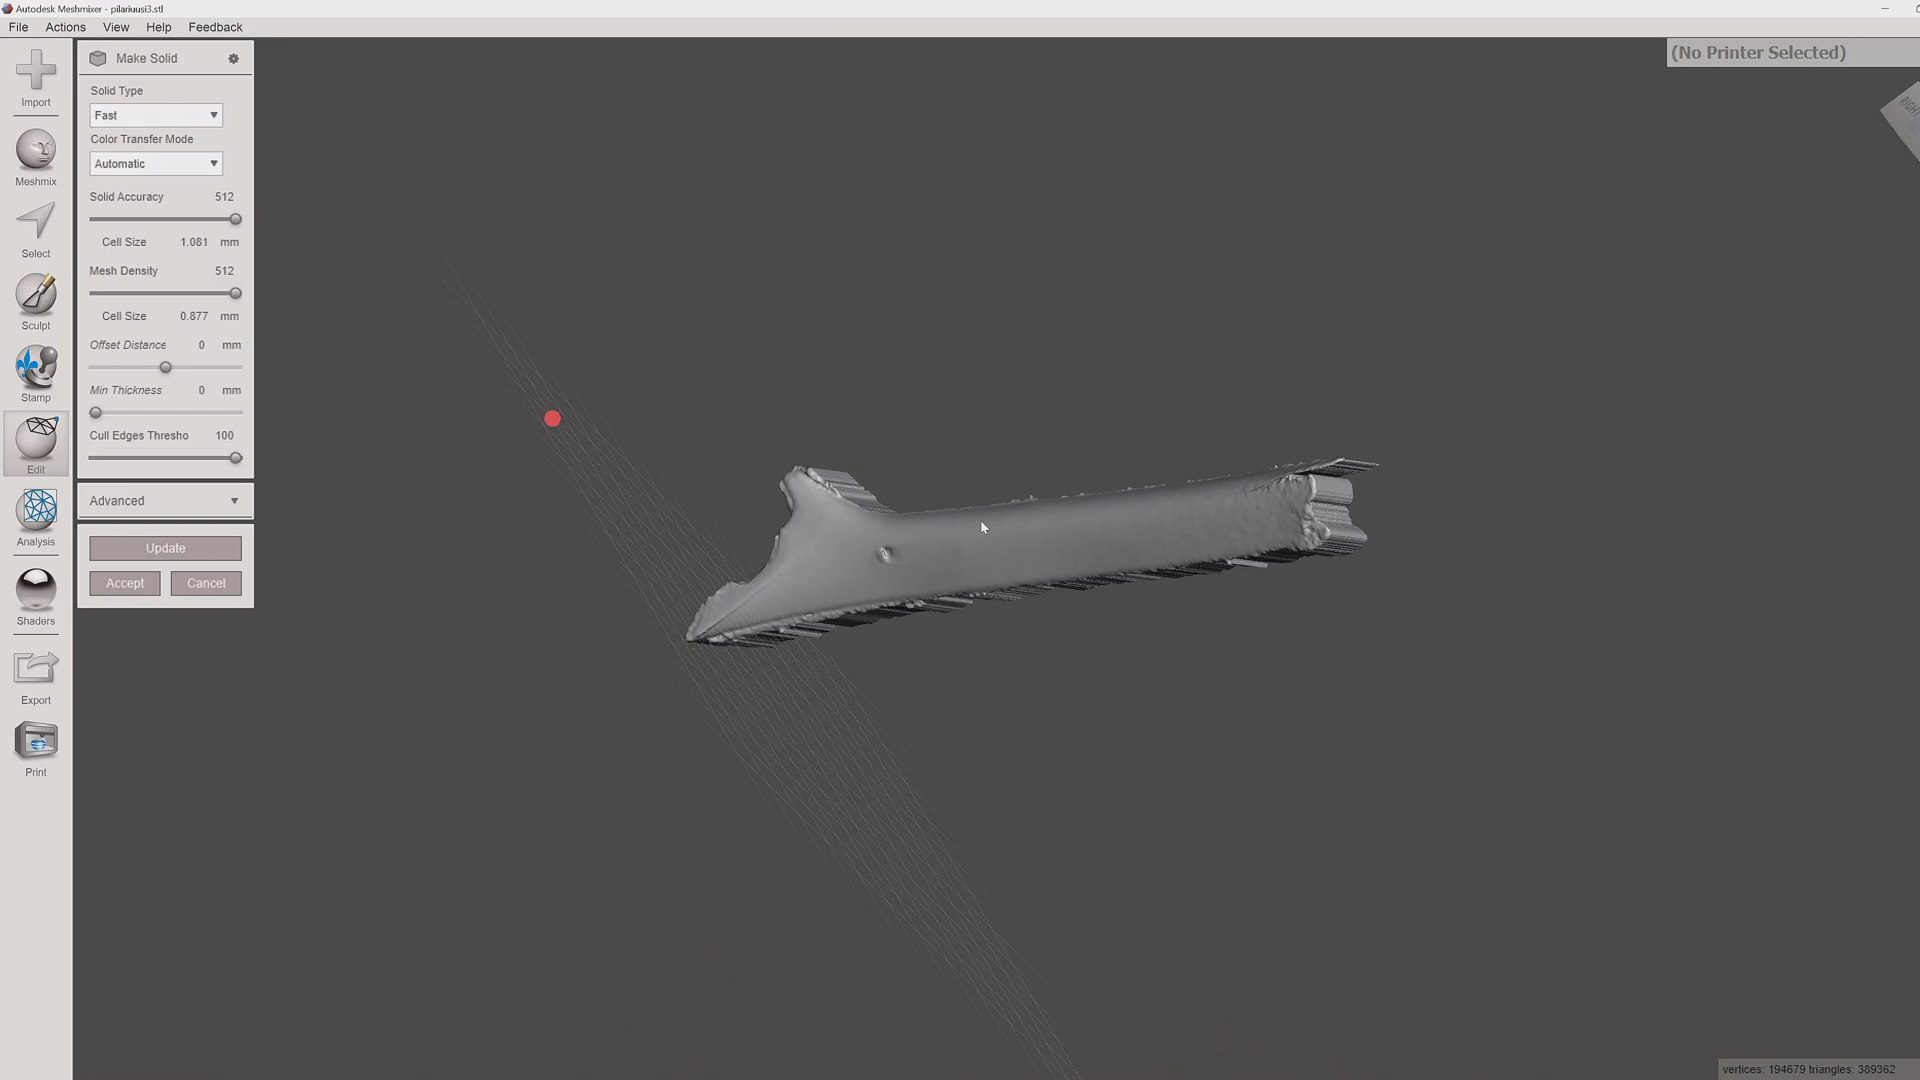 Autodesk Meshmixer - pilariuusi3.stl
File Actions View Help Feedback
(No Printer Selected)
RIGHT
Import
Meshmix
Select
Sculpt
Stamp
Edit
Analysis
Shaders
Export
Print
Make Solid
Solid Type
Fast
Color Transfer Mode
Automatic
Solid Accuracy 512
Cell Size 1.081 mm
Mesh Density 512
Cell Size 0.877 mm
Offset Distance 0 mm
Min Thickness 0 mm
Cull Edges Thresho 100
Advanced
Update
Accept Cancel
vertices: 194679 triangles: 389362